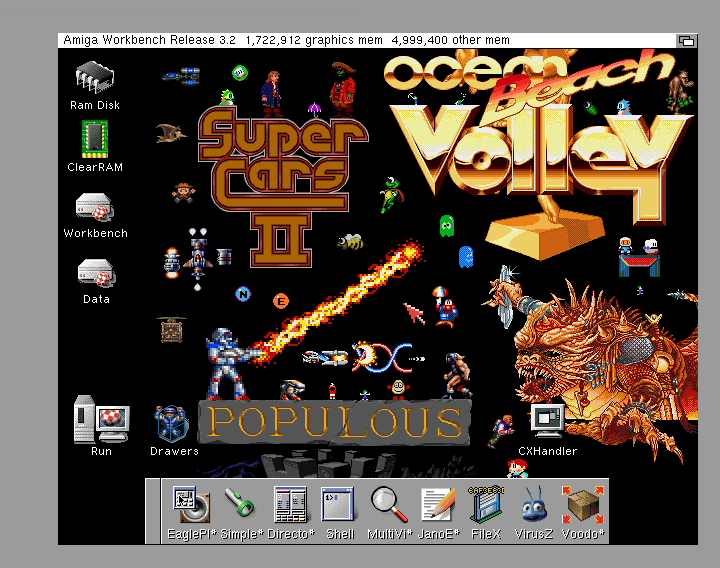 Amiga Workbench Release 3.2 1,722,912 graphics mem 4,999,400 other mem
Ocean
Beach
Volley
Super
Cars
II
Ram Disk
ClearRAM
Workbench
Data
N
E
POPULOUS
Run
Drawers
CXHandler
1>
EaglePl* Simple* Directo* Shell MultiVi* JanoE* FileX VirusZ Voodo*